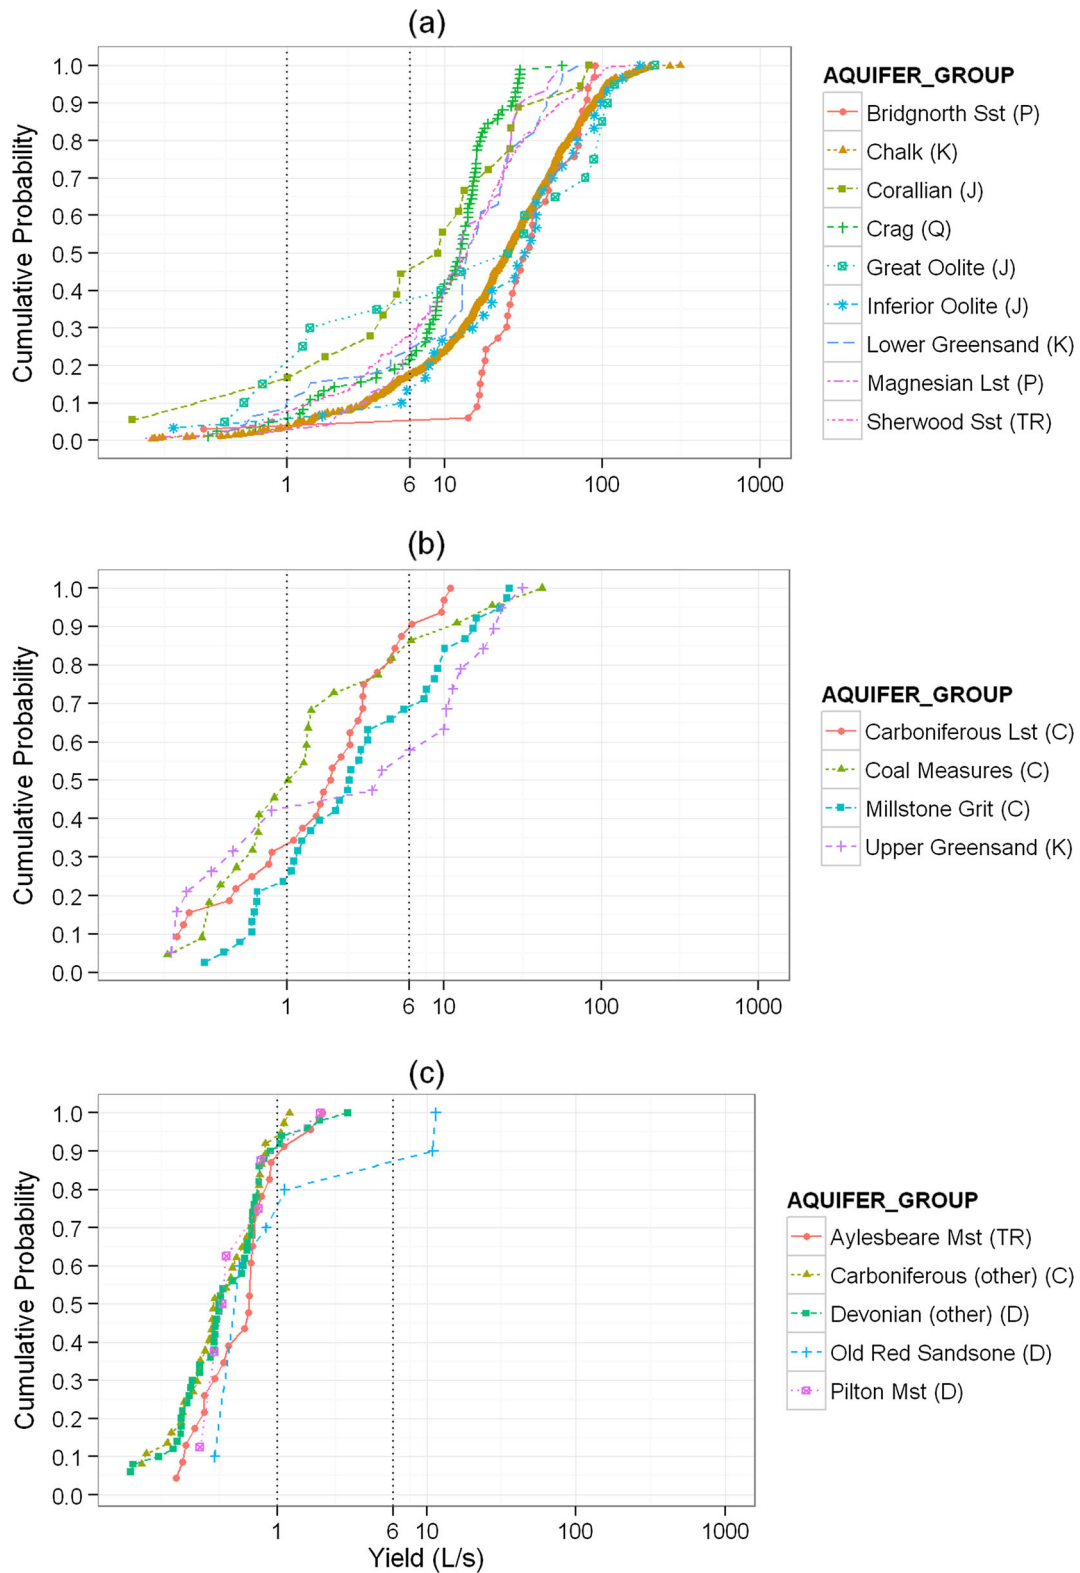 (a)
Cumulative Probability
1.0
0.9
0.8
0.7
0.6
0.5
0.4
0.3
0.2
0.1
0.0
1 6 10 100 1000
AQUIFER_GROUP
Bridgnorth Sst (P)
Chalk (K)
Corallian (J)
Crag (Q)
Great Oolite (J)
Inferior Oolite (J)
Lower Greensand (K)
Magnesian Lst (P)
Sherwood Sst (TR)
(b)
Cumulative Probability
1.0
0.9
0.8
0.7
0.6
0.5
0.4
0.3
0.2
0.1
0.0
1 6 10 100 1000
AQUIFER_GROUP
Carboniferous Lst (C)
Coal Measures (C)
Millstone Grit (C)
Upper Greensand (K)
(c)
Cumulative Probability
1.0
0.9
0.8
0.7
0.6
0.5
0.4
0.3
0.2
0.1
0.0
1 6 10 100 1000
Yield (L/s)
AQUIFER_GROUP
Aylesbeare Mst (TR)
Carboniferous (other) (C)
Devonian (other) (D)
Old Red Sandsone (D)
Pilton Mst (D)